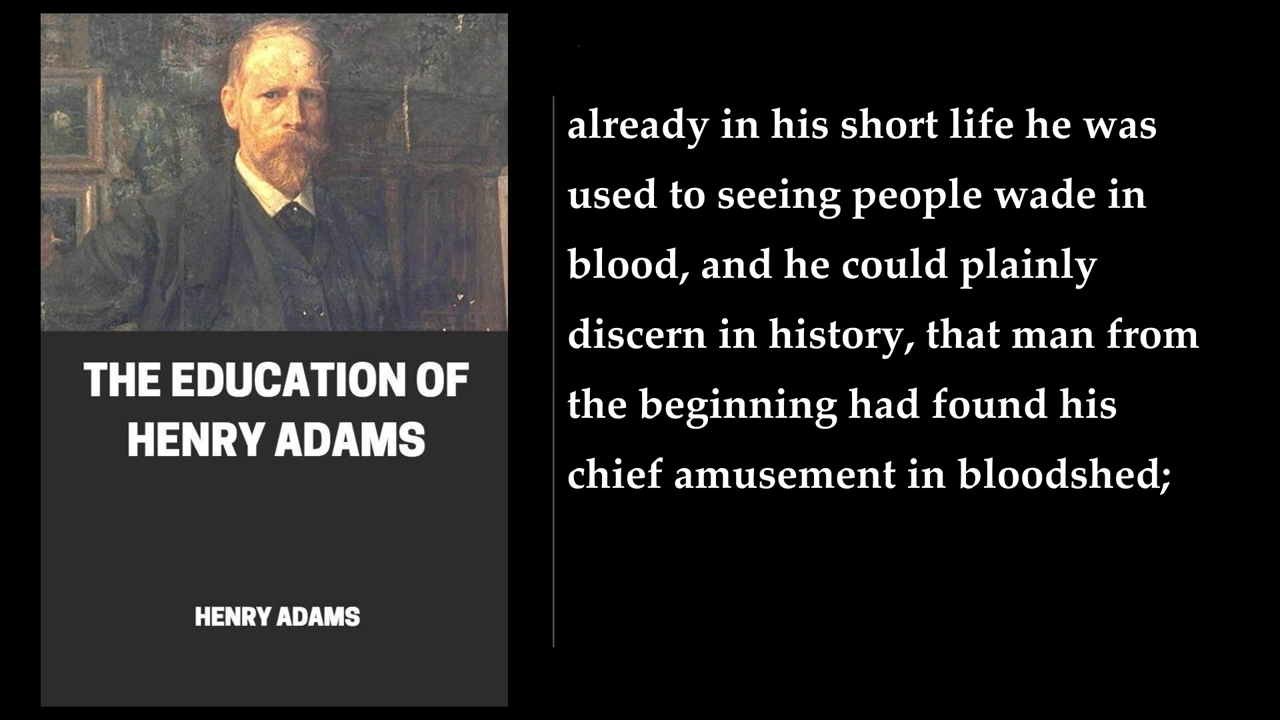 THE EDUCATION OF
HENRY ADAMS
HENRY ADAMS
already in his short life he was
used to seeing people wade in
blood, and he could plainly
discern in history, that man from
the beginning had found his
chief amusement in bloodshed;